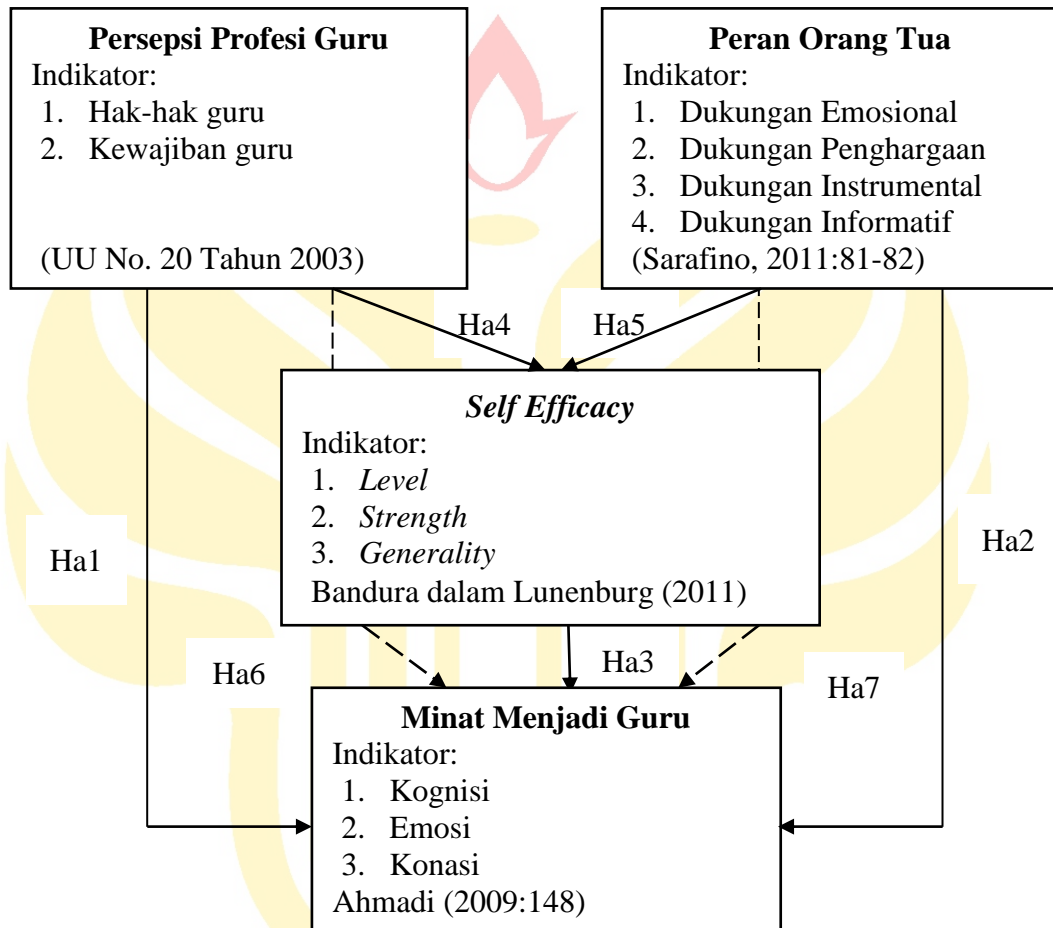 Persepsi Profesi Guru
Indikator:
1. Hak-hak guru
2. Kewajiban guru
(UU No. 20 Tahun 2003)
Peran Orang Tua
Indikator:
1. Dukungan Emosional
2. Dukungan Penghargaan
3. Dukungan Instrumental
4. Dukungan Informatif
(Sarafino, 2011:81-82)
Ha4
Ha5
Self Efficacy
Indikator:
1. Level
2. Strength
3. Generality
Bandura dalam Lunenburg (2011)
Ha1
Ha2
Ha6
Ha3
Ha7
Minat Menjadi Guru
Indikator:
1. Kognisi
2. Emosi
3. Konasi
Ahmadi (2009:148)